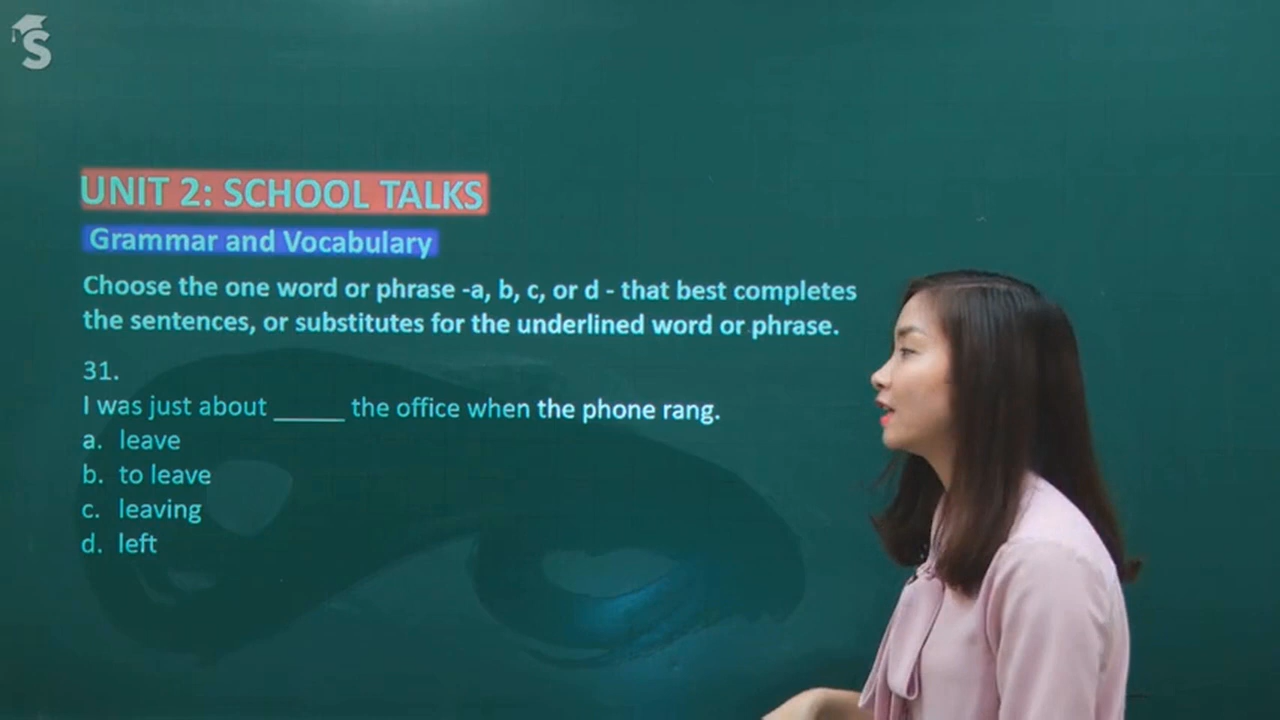 S
UNIT 2: SCHOOL TALKS
Grammar and Vocabulary
Choose the one word or phrase -a, b, c, or d - that best completes
the sentences, or substitutes for the underlined word or phrase.
31.
I was just about _____ the office when the phone rang.
a. leave
b. to leave
c. leaving
d. left